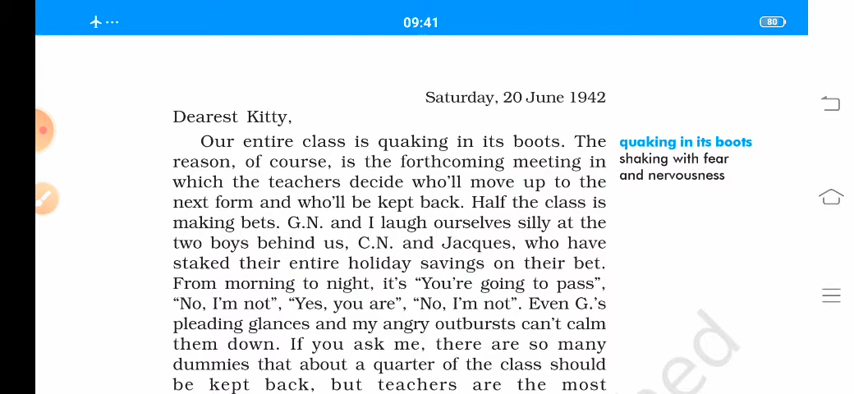 09:41
80
Saturday, 20 June 1942
Dearest Kitty,
Our entire class is quaking in its boots. The
reason, of course, is the forthcoming meeting in
which the teachers decide who'll move up to the
next form and who'll be kept back. Half the class is
making bets. G.N. and I laugh ourselves silly at the
two boys behind us, C.N. and Jacques, who have
staked their entire holiday savings on their bet.
From morning to night, it's “You're going to pass”,
“No, I'm not”, “Yes, you are”, “No, I'm not”. Even G.'s
pleading glances and my angry outbursts can't calm
them down. If you ask me, there are so many
dummies that about a quarter of the class should
be kept back, but teachers are the most
quaking in its boots
shaking with fear
and nervousness